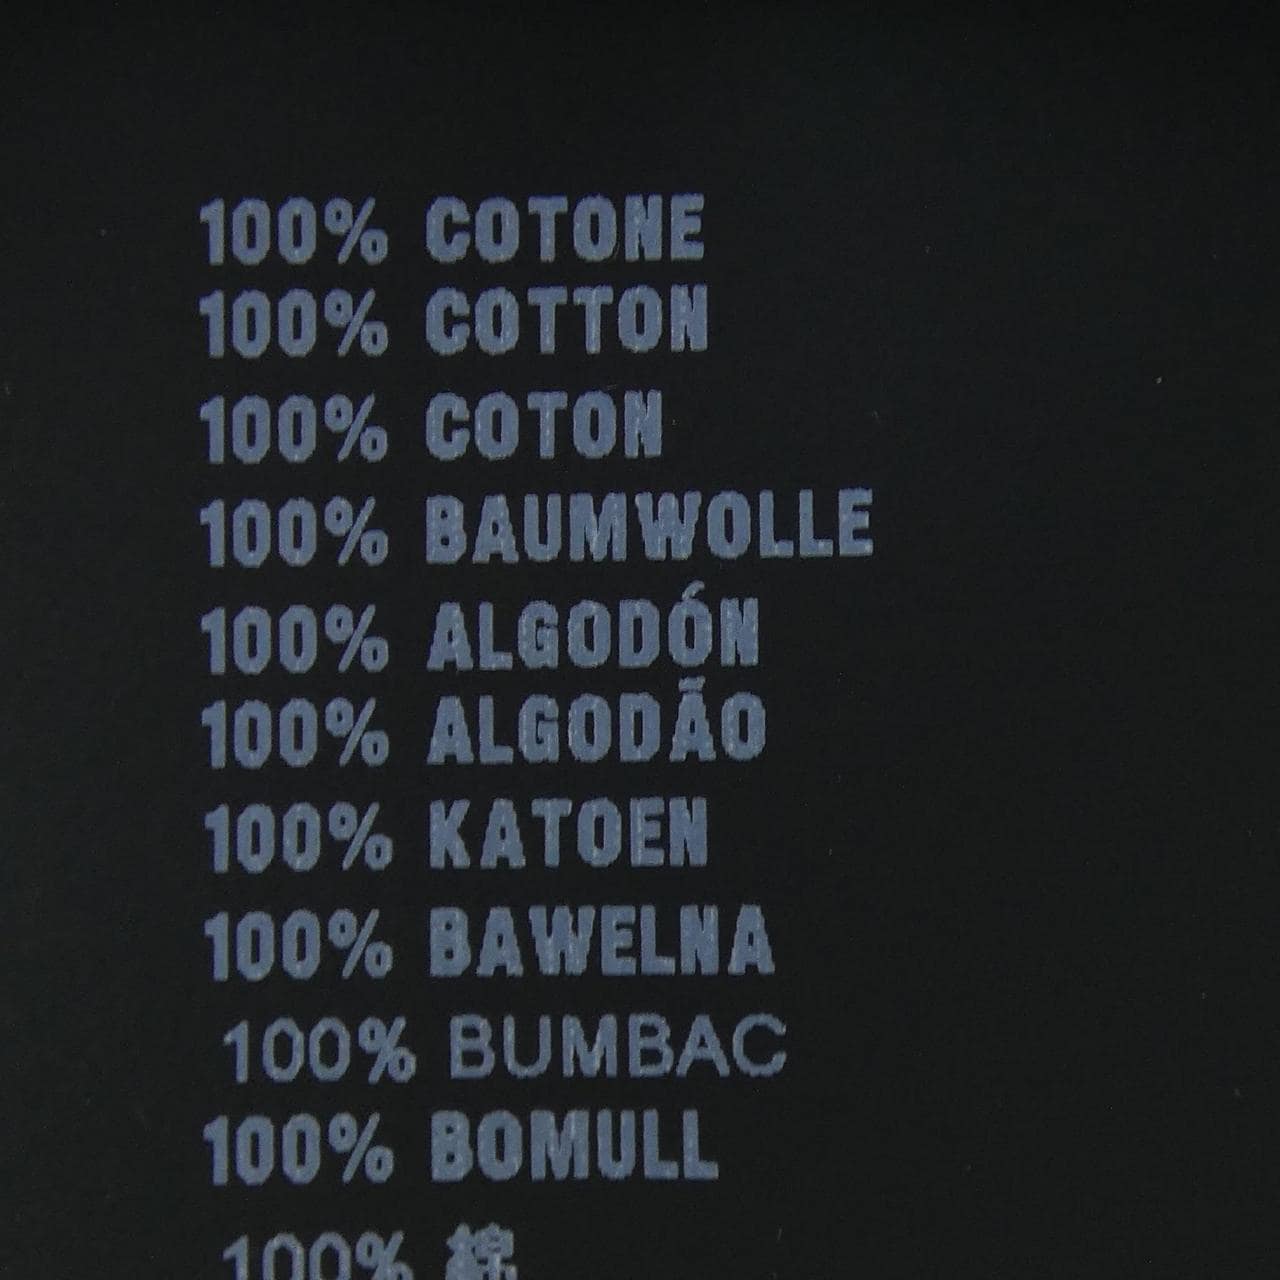 100% COTONE
100% COTTON
100% COTON
100% BAUMWOLLE
100% ALGODÓN
100% ALGODÃO
100% KATOEN
100% BAWELNA
100% BUMBAC
100% BOMULL
100% 綿